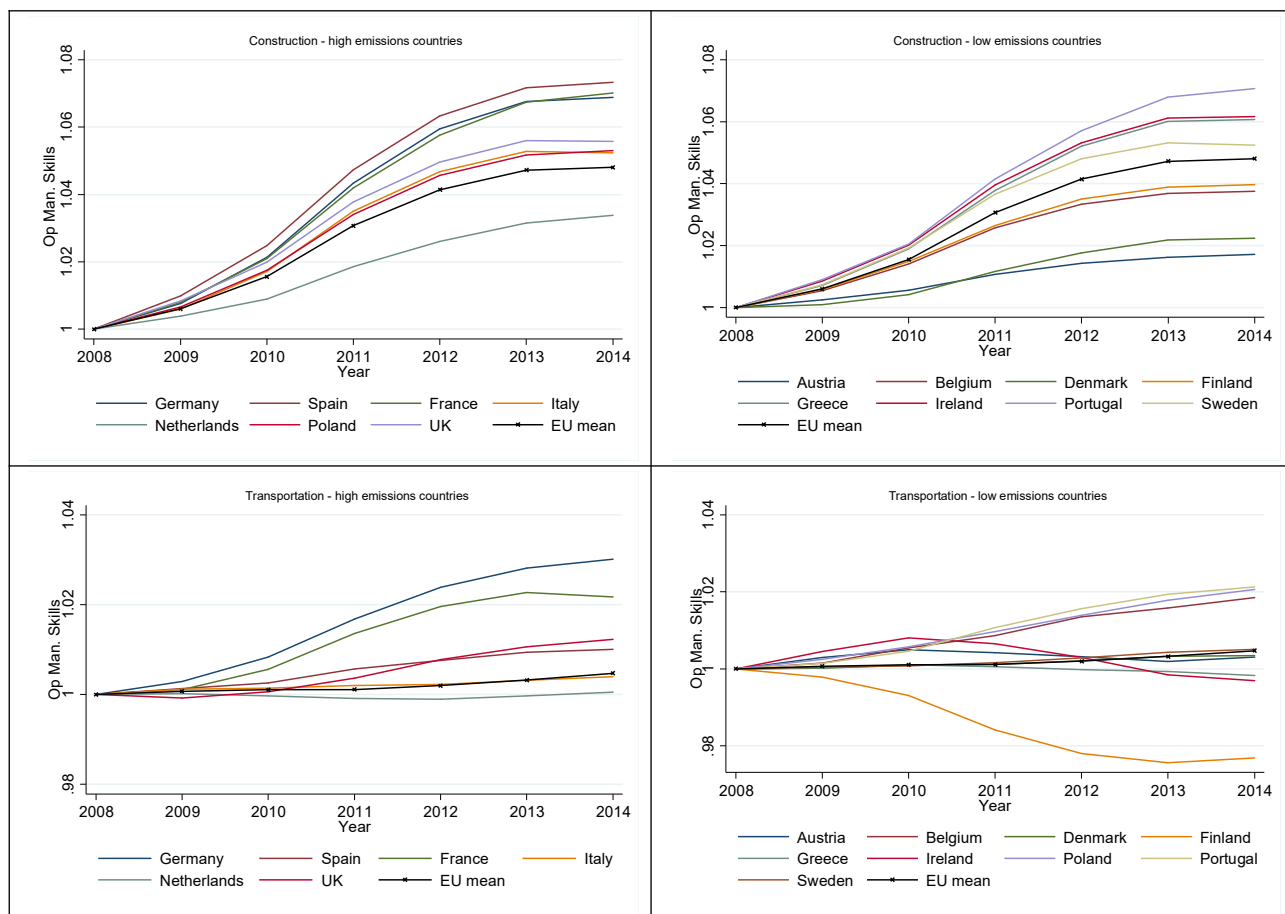 Construction - high emissions countries
Op Man. Skills
1.08
1.06
1.04
1.02
1
2008 2009 2010 2011 2012 2013 2014
Year
Germany Spain France Italy
Netherlands Poland UK EU mean
Construction - low emissions countries
Op Man. Skills
1.08
1.06
1.04
1.02
1
2008 2009 2010 2011 2012 2013 2014
Year
Austria Belgium Denmark Finland
Greece Ireland Portugal Sweden
EU mean
Transportation - high emissions countries
Op Man. Skills
1.04
1.02
1
.98
2008 2009 2010 2011 2012 2013 2014
Year
Germany Spain France Italy
Netherlands UK EU mean
Transportation - low emissions countries
Op Man. Skills
1.04
1.02
1
.98
2008 2009 2010 2011 2012 2013 2014
Year
Austria Belgium Denmark Finland
Greece Ireland Poland Portugal
Sweden EU mean